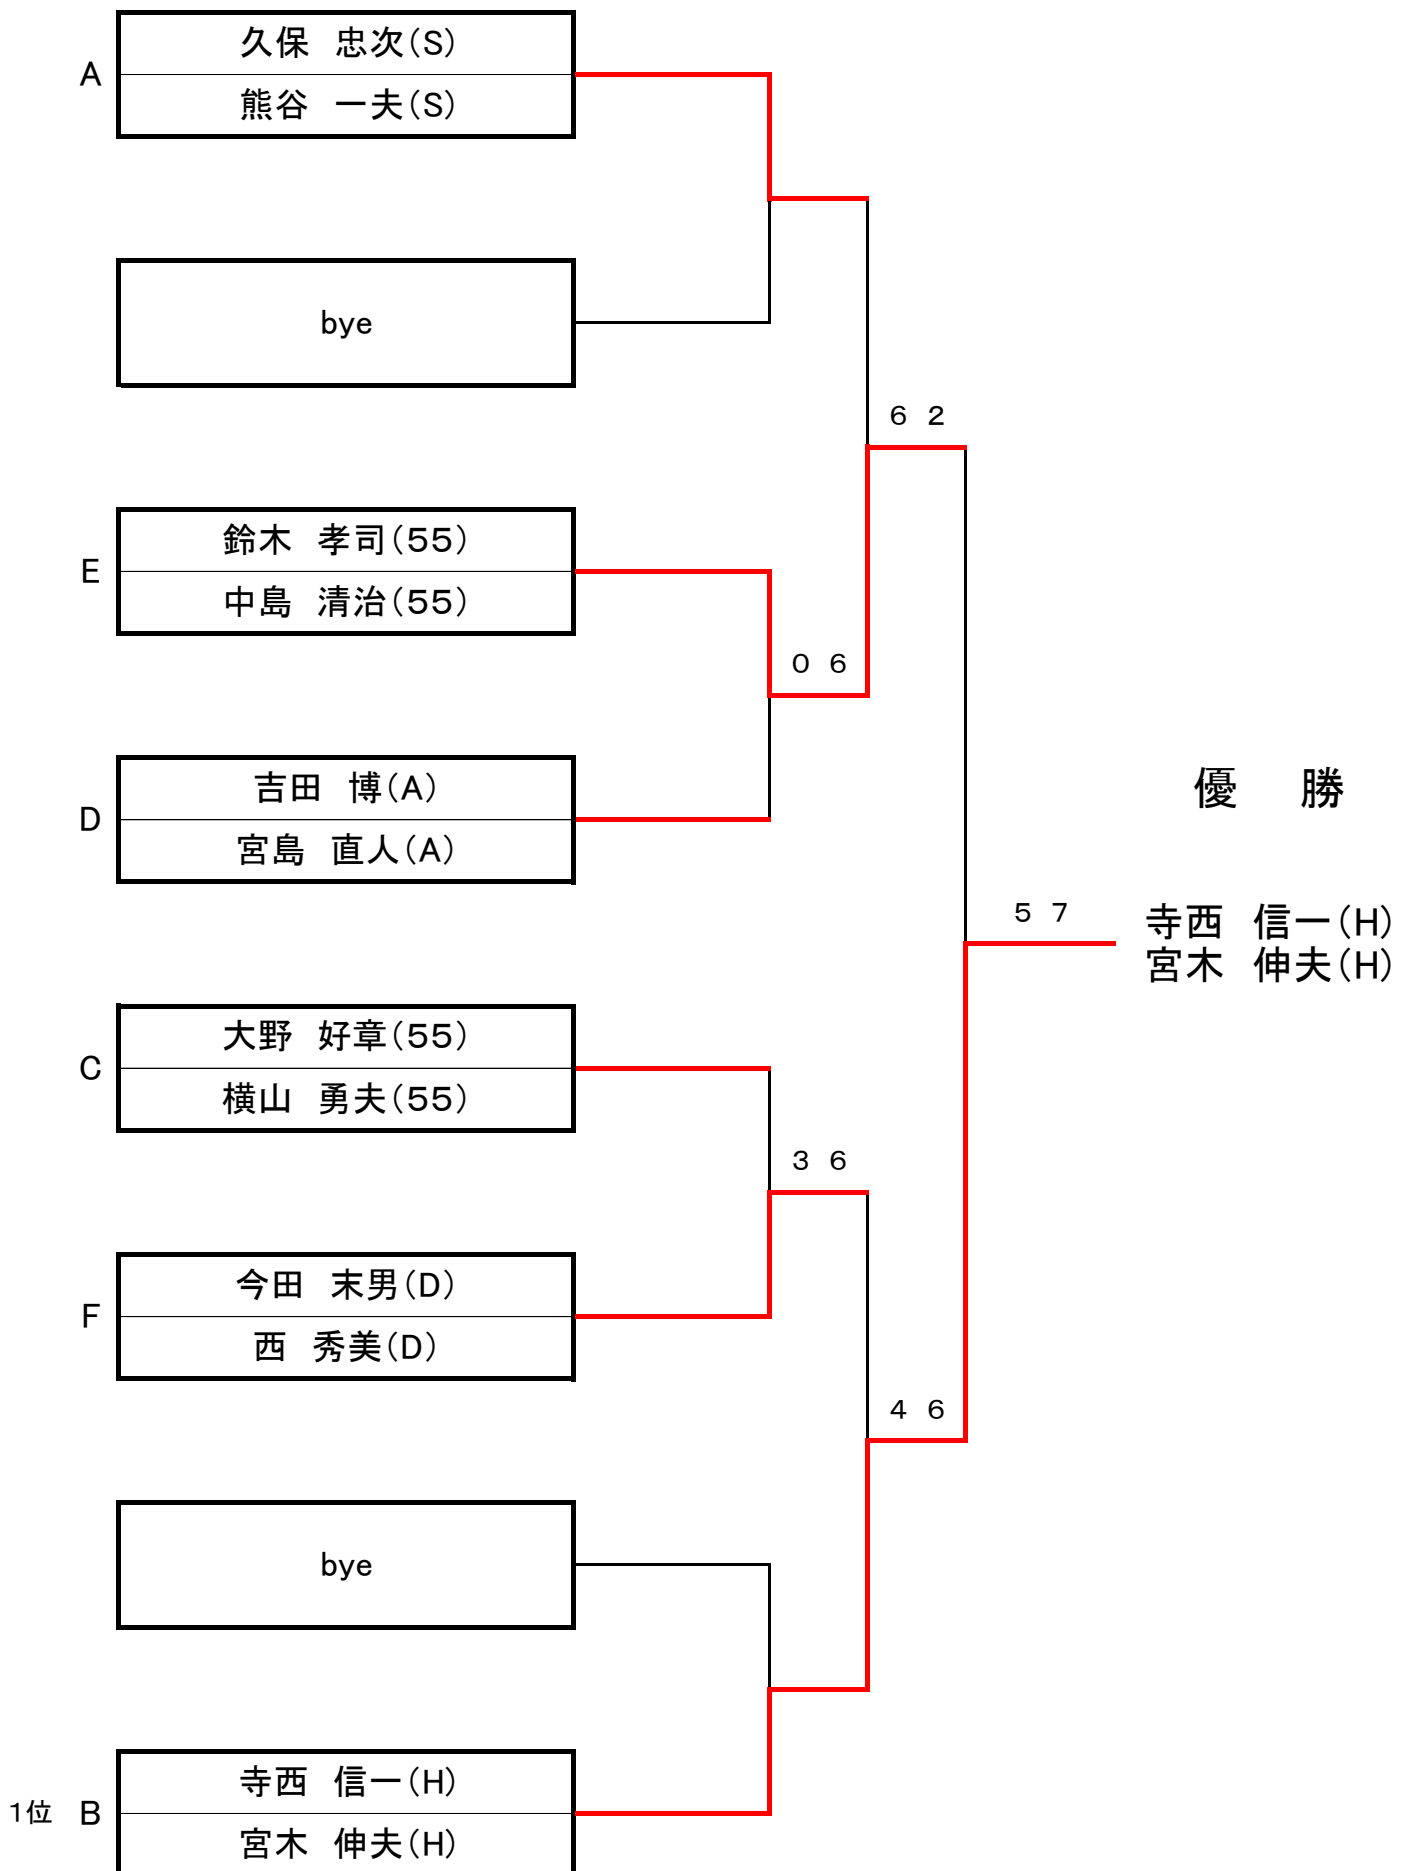 久保　忠次(S)
A
熊谷　一夫(S)
bye
６ ２
鈴木　孝司(55)
E
中島　清治(55)
０ ６
吉田　博(A)
D
宮島　直人(A)
優　勝
５ ７
寺西　信一(H)
宮木　伸夫(H)
大野　好章(55)
C
横山　勇夫(55)
３ ６
今田　末男(D)
F
西　秀美(D)
４ ６
bye
寺西　信一(H)
1位 B
宮木　伸夫(H)